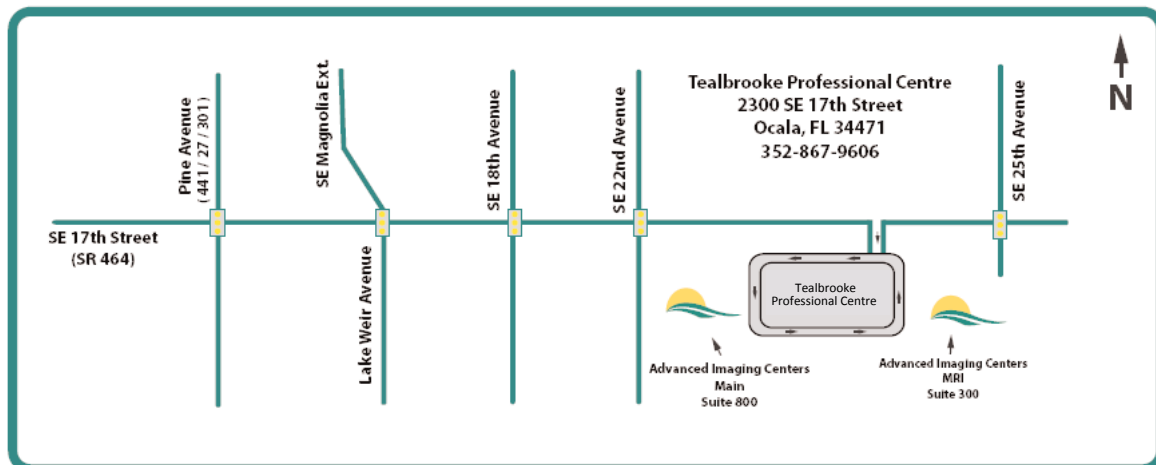 Pine Avenue
(441 / 27 / 301)
SE Magnolia Ext.
SE 18th Avenue
SE 22nd Avenue
Tealbrooke Professional Centre
2300 SE 17th Street
Ocala, FL 34471
352-867-9606
SE 25th Avenue
N
SE 17th Street
(SR 464)
Lake Weir Avenue
Tealbrooke
Professional Centre
Advanced Imaging Centers
Main
Suite 800
Advanced Imaging Centers
MRI
Suite 300